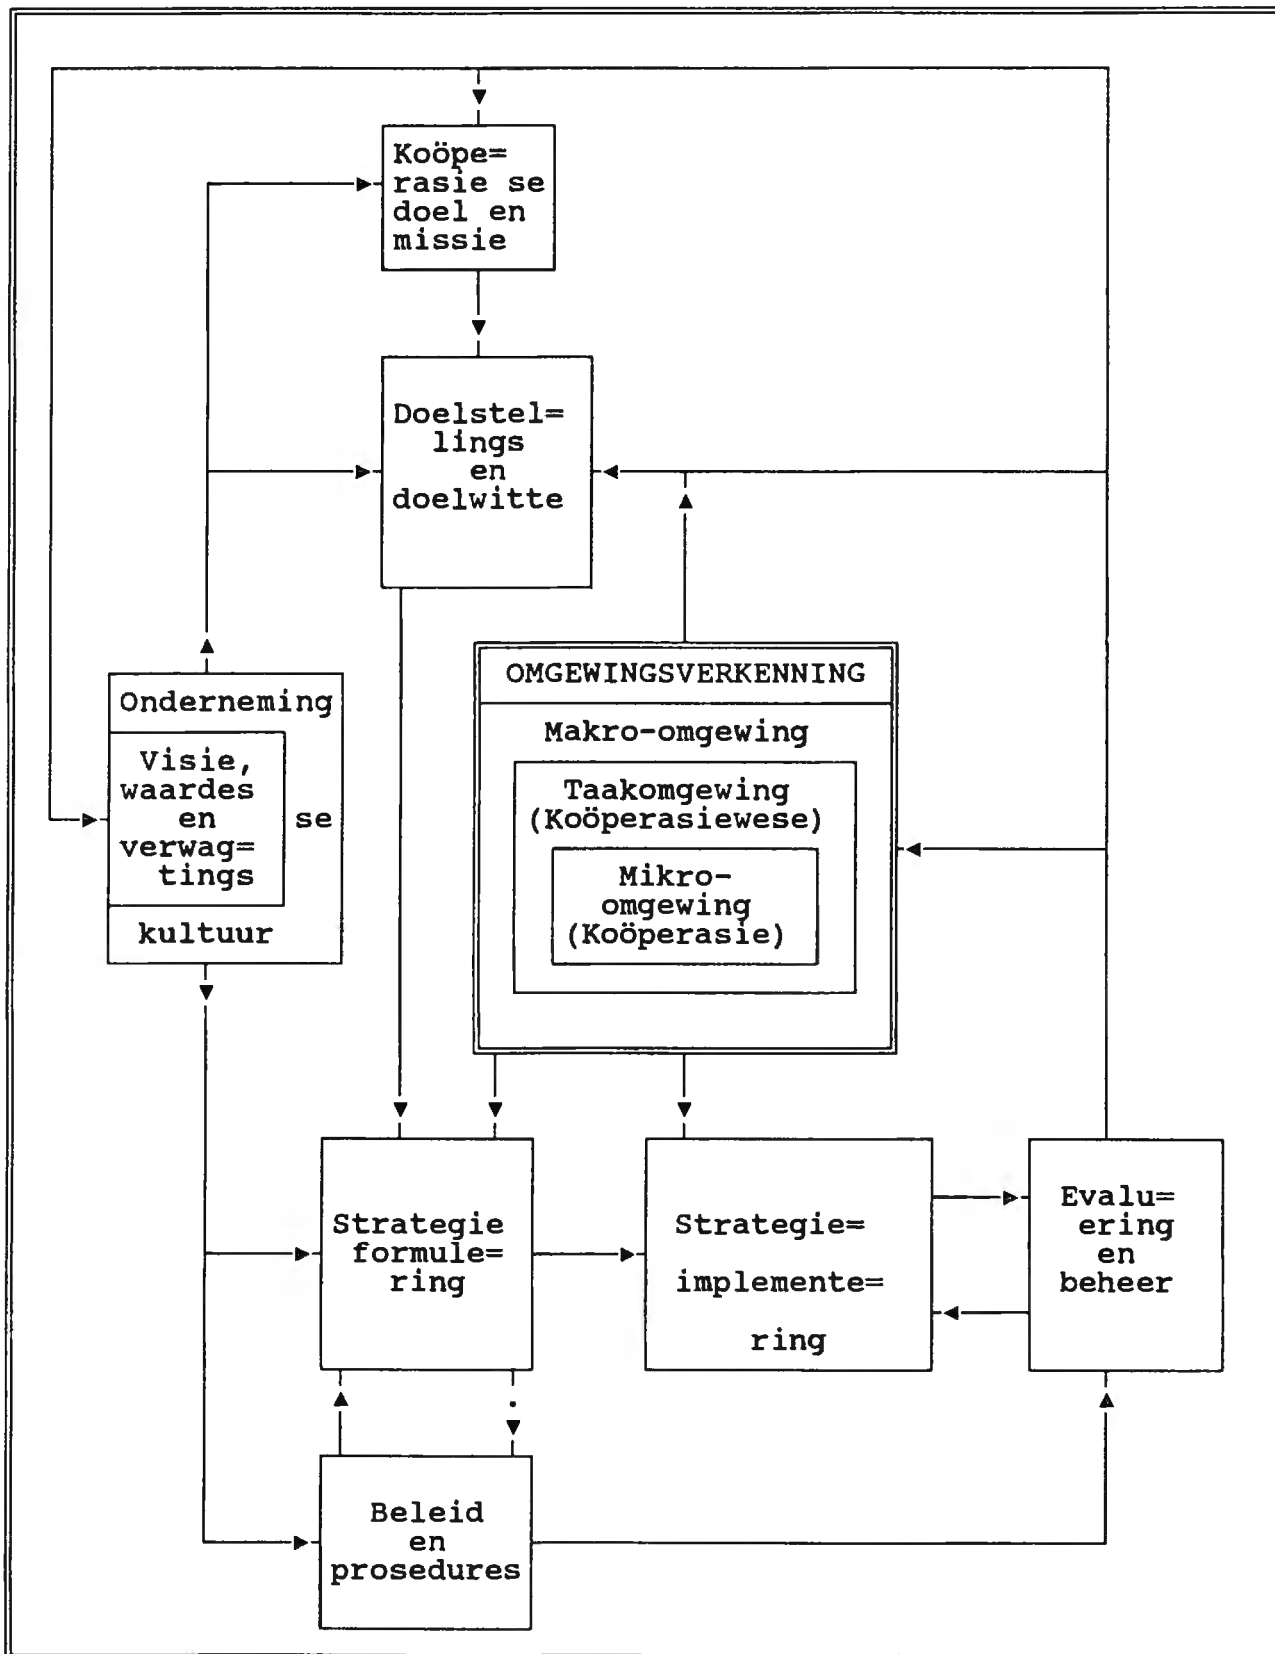 Koöpe=
rasie se
doel en
missie
Doelstel=
lings
en
doelwitte
OMGEWINGSVERKENNING
Makro-omgewing
Taakomgewing
(Koöperasiewese)
Mikro-
omgewing
(Koöperasie)
Onderneming
Visie,
waardes
en
verwag=
tings
se
kultuur
Strategie
formule=
ring
Strategie=
implemente=
ring
Evalu=
ering
en
beheer
Beleid
en
prosedures